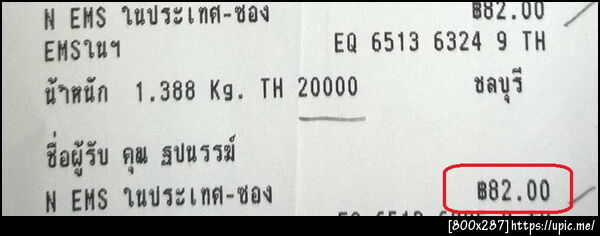 N EMS ในประเทศ-ซอง ฿82.00
EMSในฯ EQ 6513 6324 9 TH
น้ำหนัก 1.388 Kg. TH 20000 ชลบุรี
ชื่อผู้รับ คุณ ฐปนรรฆ์
N EMS ในประเทศ-ซอง ฿82.00
[800x287]https://upic.me/